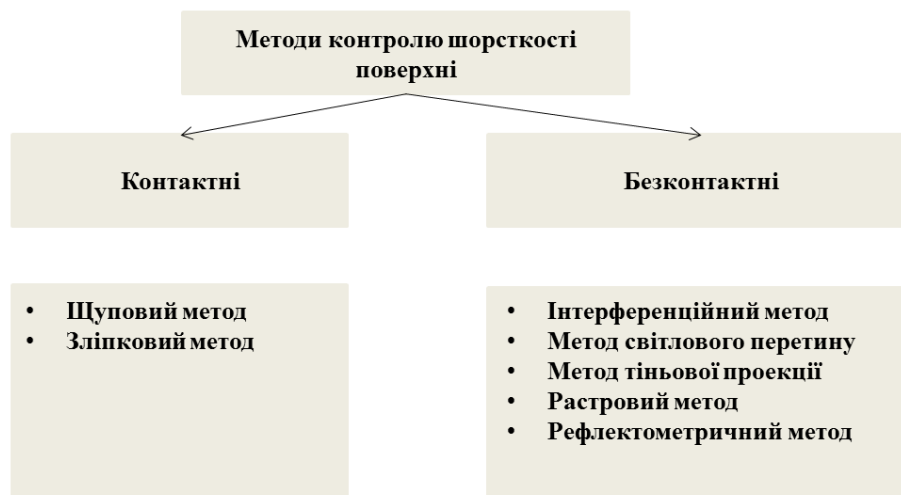 Методи контролю шорсткості
поверхні
Контактні
Безконтактні
• Щуповий метод
• Зліпковий метод
• Інтерференційний метод
• Метод світлового перетину
• Метод тіньової проекції
• Растровий метод
• Рефлектометричний метод